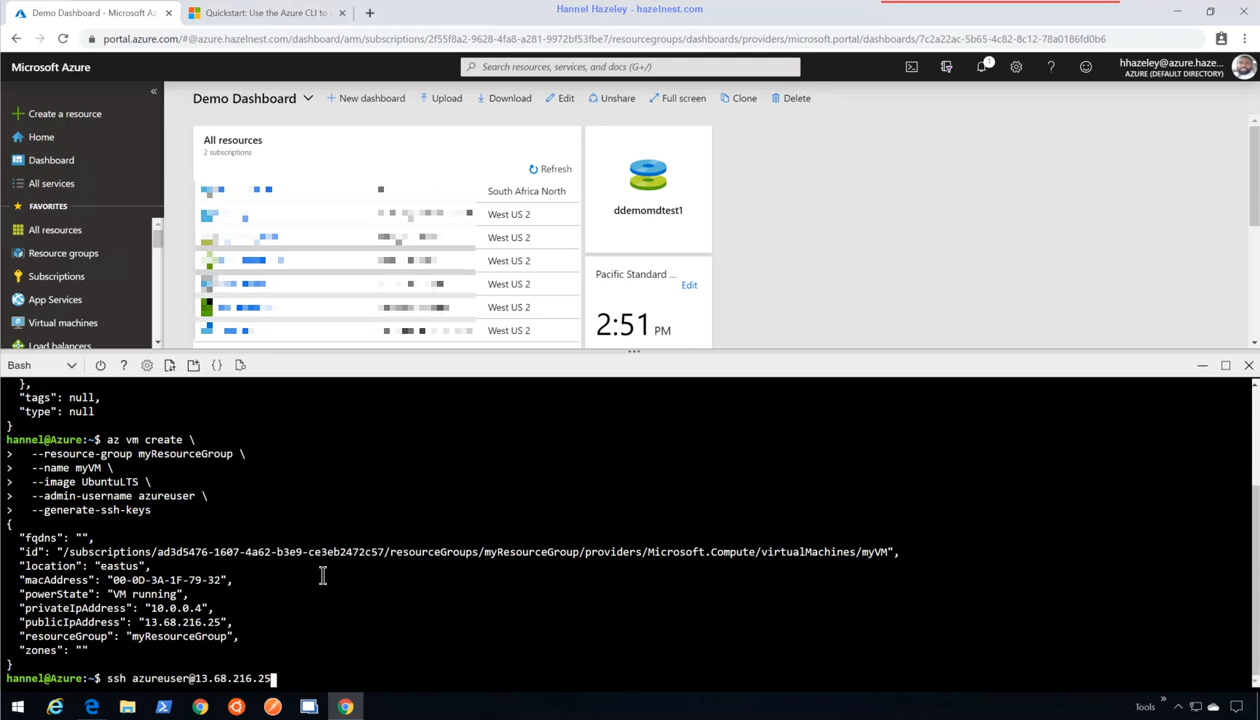 Demo Dashboard - Microsoft Azure
Quickstart: Use the Azure CLI to
Hannel Hazeley - hazelnest.com
portal.azure.com/#@azure.hazelnest.com/dashboard/arm/subscriptions/2f55f8a2-9628-4fa8-a281-9972bf53fbe7/resourcegroups/dashboards/providers/microsoft.portal/dashboards/7c2a22ac-5b65-4c82-8c12-78a0186fd0b6
Microsoft Azure
Search resources, services, and docs (G+/)
1
hhazeley@azure.haze...
AZURE (DEFAULT DIRECTORY)
Create a resource
Home
Dashboard
All services
FAVORITES
All resources
Resource groups
Subscriptions
App Services
Virtual machines
Load balancers
Demo Dashboard
New dashboard
Upload
Download
Edit
Unshare
Full screen
Clone
Delete
All resources
2 subscriptions
Refresh
South Africa North
West US 2
West US 2
West US 2
West US 2
West US 2
West US 2
ddemomdtest1
Pacific Standard ...
Edit
2:51 PM
Bash
},
"tags": null,
"type": null
}
hannel@Azure:~$ az vm create \
> --resource-group myResourceGroup \
> --name myVM \
> --image UbuntuLTS \
> --admin-username azureuser \
> --generate-ssh-keys
{
"fqdns": "",
"id": "/subscriptions/ad3d5476-1607-4a62-b3e9-ce3eb2472c57/resourceGroups/myResourceGroup/providers/Microsoft.Compute/virtualMachines/myVM",
"location": "eastus",
"macAddress": "00-0D-3A-1F-79-32",
"powerState": "VM running",
"privateIpAddress": "10.0.0.4",
"publicIpAddress": "13.68.216.25",
"resourceGroup": "myResourceGroup",
"zones": ""
}
hannel@Azure:~$ ssh azureuser@13.68.216.25
Tools